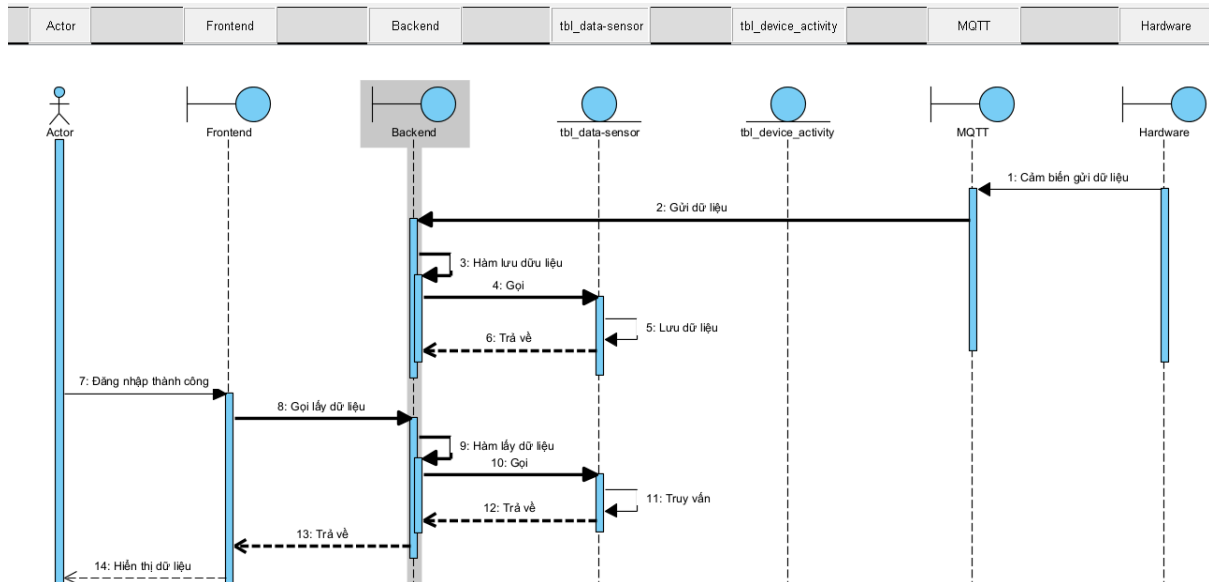 Actor
Frontend
Backend
tbl_data-sensor
tbl_device_activity
MQTT
Hardware
Actor
Frontend
Backend
tbl_data-sensor
tbl_device_activity
MQTT
Hardware
1: Cảm biến gửi dữ liệu
2: Gửi dữ liệu
3: Hàm lưu dữu liệu
4: Gọi
5: Lưu dữ liệu
6: Trả về
7: Đăng nhập thành công
8: Gọi lấy dữ liệu
9: Hàm lấy dữ liệu
10: Gọi
11: Truy vấn
12: Trả về
13: Trả về
14: Hiển thị dữ liệu